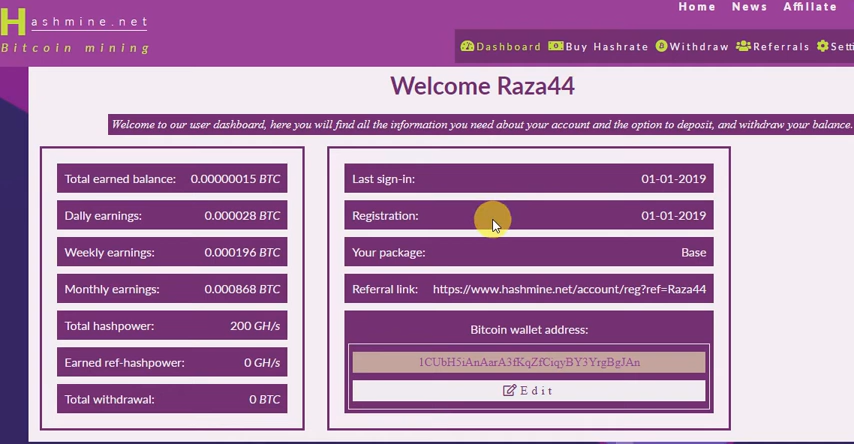 Home News Affiliate
Hashmine.net
Bitcoin mining
Dashboard Buy Hashrate Withdraw Referrals Setti
Welcome Raza44
Welcome to our user dashboard, here you will find all the information you need about your account and the option to deposit, and withdraw your balance.
Total earned balance: 0.00000015 BTC
Daily earnings: 0.000028 BTC
Weekly earnings: 0.000196 BTC
Monthly earnings: 0.000868 BTC
Total hashpower: 200 GH/s
Earned ref-hashpower: 0 GH/s
Total withdrawal: 0 BTC
Last sign-in: 01-01-2019
Registration: 01-01-2019
Your package: Base
Referral link: https://www.hashmine.net/account/reg?ref=Raza44
Bitcoin wallet address:
1CUbH5iAnAarA3fKqZfCiqyBY3YrgBgJAn
Edit